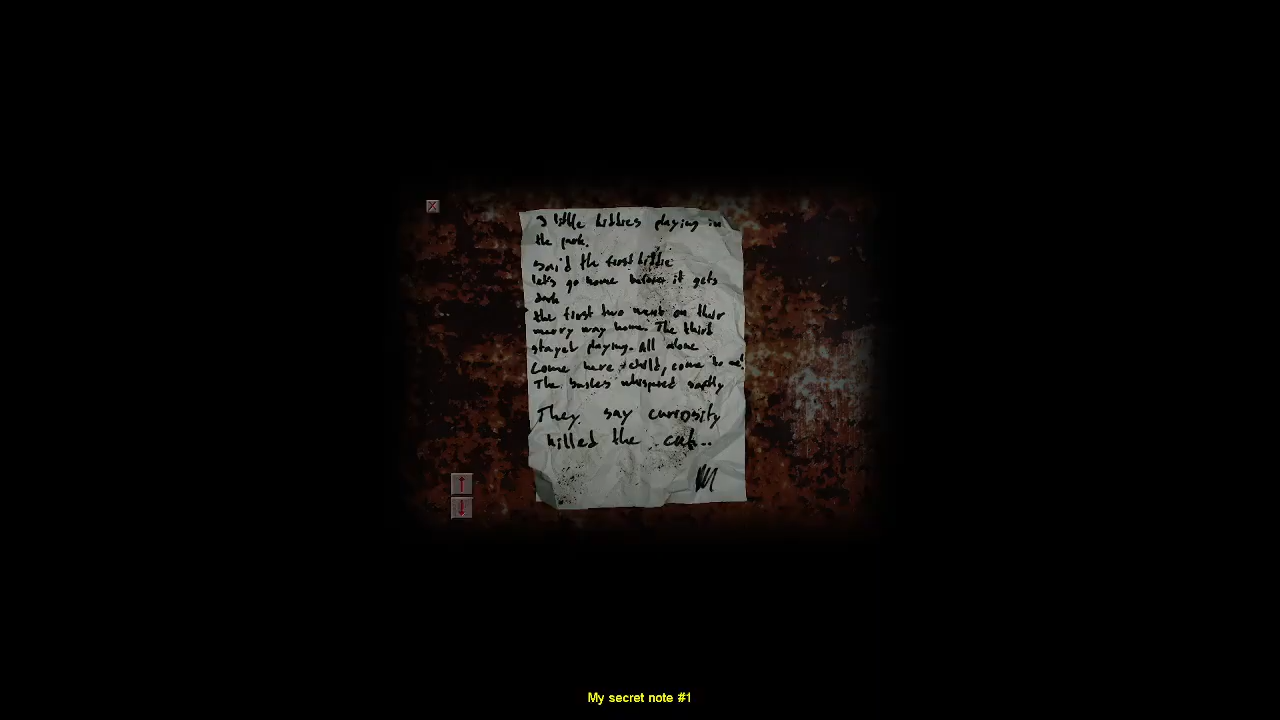 3 little kiddies playing in
the park.
said the first kiddie
let's go home before it gets
dark
the first two went on their
merry way home. The third
stayed playing. All alone
Come here child, come to me!
The bushes whispered softly
They say curiosity
killed the cat..
My secret note #1